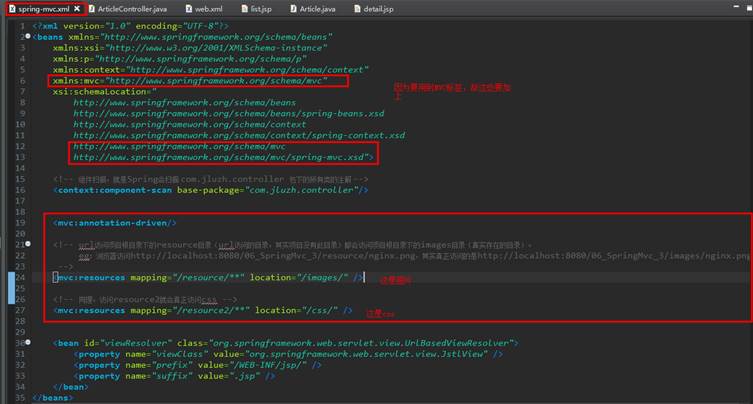 spring-mvc.xml ArticleController.java web.xml list.jsp Article.java detail.jsp
1 <?xml version="1.0" encoding="UTF-8"?>
2 <beans xmlns="http://www.springframework.org/schema/beans"
3 xmlns:xsi="http://www.w3.org/2001/XMLSchema-instance"
4 xmlns:p="http://www.springframework.org/schema/p"
5 xmlns:context="http://www.springframework.org/schema/context"
6 xmlns:mvc="http://www.springframework.org/schema/mvc"
7 xsi:schemaLocation="
因为要用到MVC标签，故这些要加
上
8 http://www.springframework.org/schema/beans
9 http://www.springframework.org/schema/beans/spring-beans.xsd
10 http://www.springframework.org/schema/context
11 http://www.springframework.org/schema/context/spring-context.xsd
12 http://www.springframework.org/schema/mvc
13 http://www.springframework.org/schema/mvc/spring-mvc.xsd">
14
15 <!-- 组件扫描，就是Spring会扫描 com.jluzh.controller 包下的所有类的注解 -->
16 <context:component-scan base-package="com.jluzh.controller"/>
17
18
19 <mvc:annotation-driven/>
20
21 <!-- url访问项目根目录下的resource目录（url访问的目录，其实项目没有此目录）都会访问项目根目录下的images目录（真实存在的目录）。
22 eg：浏览器访问http://localhost:8080/06_SpringMvc_3/resource/nginx.png，其实真正访问的是http://localhost:8080/06_SpringMvc_3/images/nginx.png
23 -->
24 <mvc:resources mapping="/resource/**" location="/images/" />
这是图片
25
26 <!-- 同理，访问resource2就会真正访问css -->
27 <mvc:resources mapping="/resource2/**" location="/css/" />
这是css
28
29
30 <bean id="viewResolver" class="org.springframework.web.servlet.view.UrlBasedViewResolver">
31 <property name="viewClass" value="org.springframework.web.servlet.view.JstlView" />
32 <property name="prefix" value="/WEB-INF/jsp/" />
33 <property name="suffix" value=".jsp" />
34 </bean>
35 </beans>